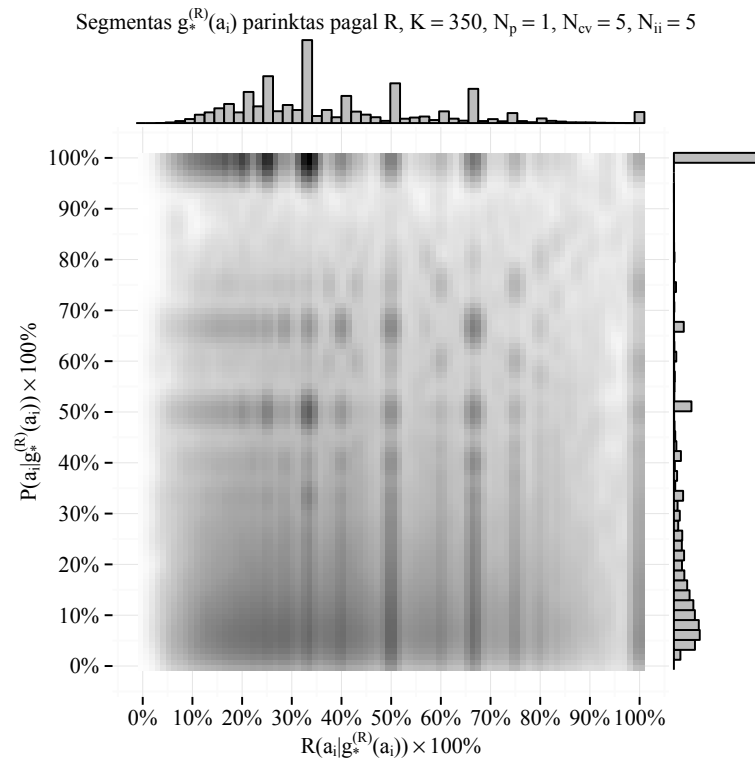 Segmentas g*^(R)(aᵢ) parinktas pagal R, K = 350, Nₚ = 1, N_cv = 5, Nᵢᵢ = 5
100%
90%
80%
70%
60%
50%
40%
30%
20%
10%
0%
P(aᵢ|g*^(R)(aᵢ)) × 100%
0% 10% 20% 30% 40% 50% 60% 70% 80% 90% 100%
R(aᵢ|g*^(R)(aᵢ)) × 100%